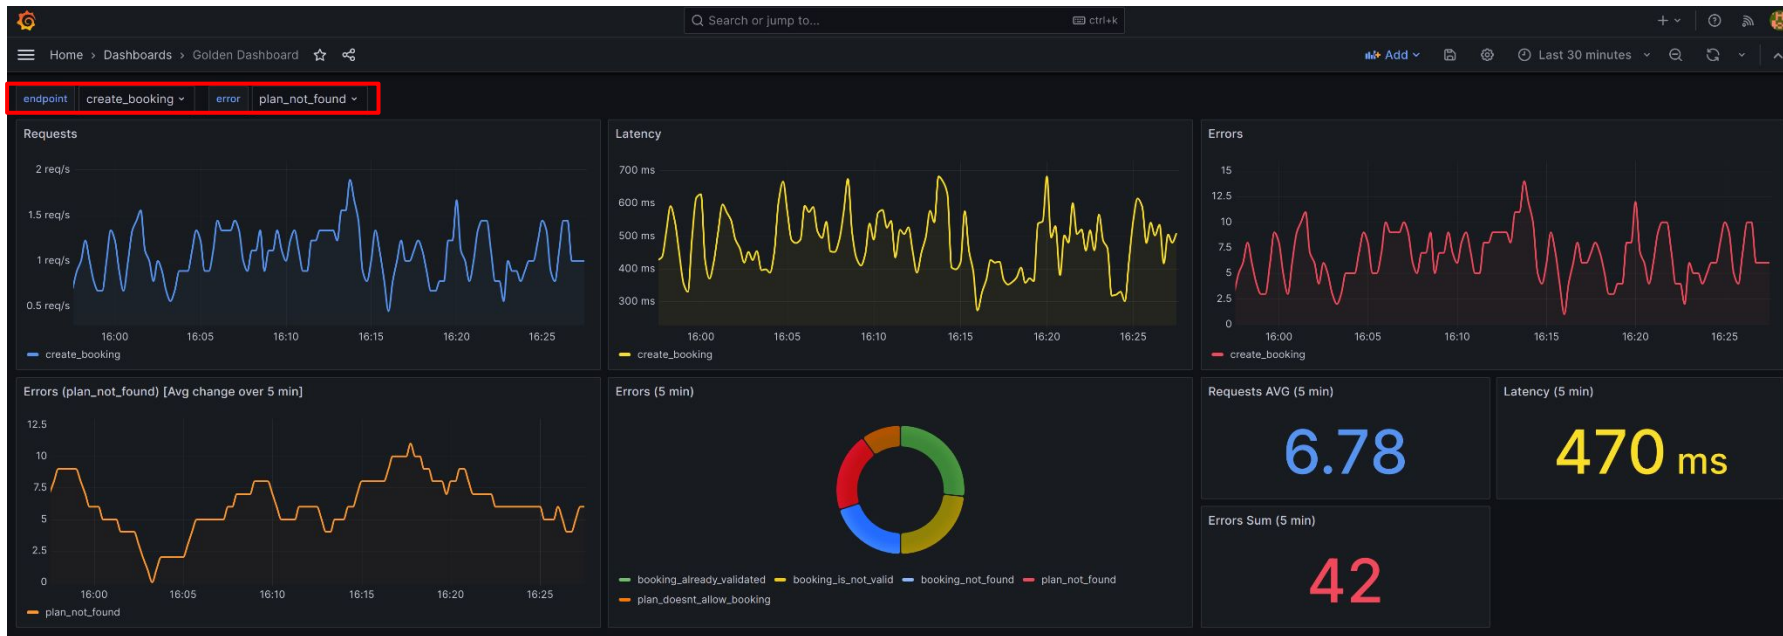 Search or jump to...
ctrl+k
Home › Dashboards › Golden Dashboard
Add
Last 30 minutes
endpoint create_booking error plan_not_found
Requests
2 req/s
1.5 req/s
1 req/s
0.5 req/s
16:00 16:05 16:10 16:15 16:20 16:25
create_booking
Latency
700 ms
600 ms
500 ms
400 ms
300 ms
16:00 16:05 16:10 16:15 16:20 16:25
create_booking
Errors
15
12.5
10
7.5
5
2.5
0
16:00 16:05 16:10 16:15 16:20 16:25
create_booking
Errors (plan_not_found) [Avg change over 5 min]
12.5
10
7.5
5
2.5
0
16:00 16:05 16:10 16:15 16:20 16:25
plan_not_found
Errors (5 min)
booking_already_validated booking_is_not_valid booking_not_found plan_not_found
plan_doesnt_allow_booking
Requests AVG (5 min)
6.78
Latency (5 min)
470 ms
Errors Sum (5 min)
42